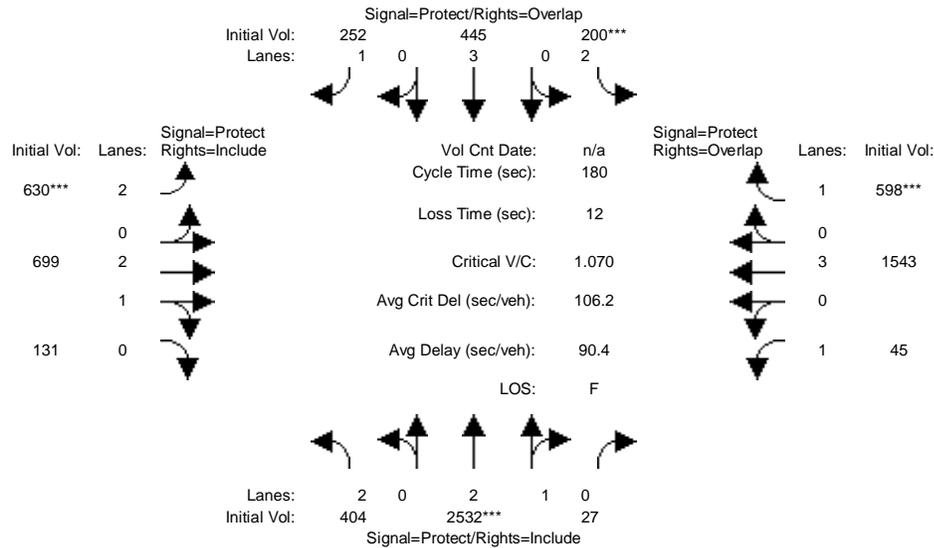 Signal=Protect/Rights=Overlap
Initial Vol: 252 445 200***
Lanes: 1 0 3 0 2
Signal=Protect
Initial Vol: Lanes: Rights=Include
Vol Cnt Date: n/a
Signal=Protect
Rights=Overlap Lanes: Initial Vol:
Cycle Time (sec): 180
630*** 2
1 598***
Loss Time (sec): 12
0
0
699 2
Critical V/C: 1.070
3 1543
1
Avg Crit Del (sec/veh): 106.2
0
131 0
Avg Delay (sec/veh): 90.4
1 45
LOS: F
Lanes: 2 0 2 1 0
Initial Vol: 404 2532*** 27
Signal=Protect/Rights=Include